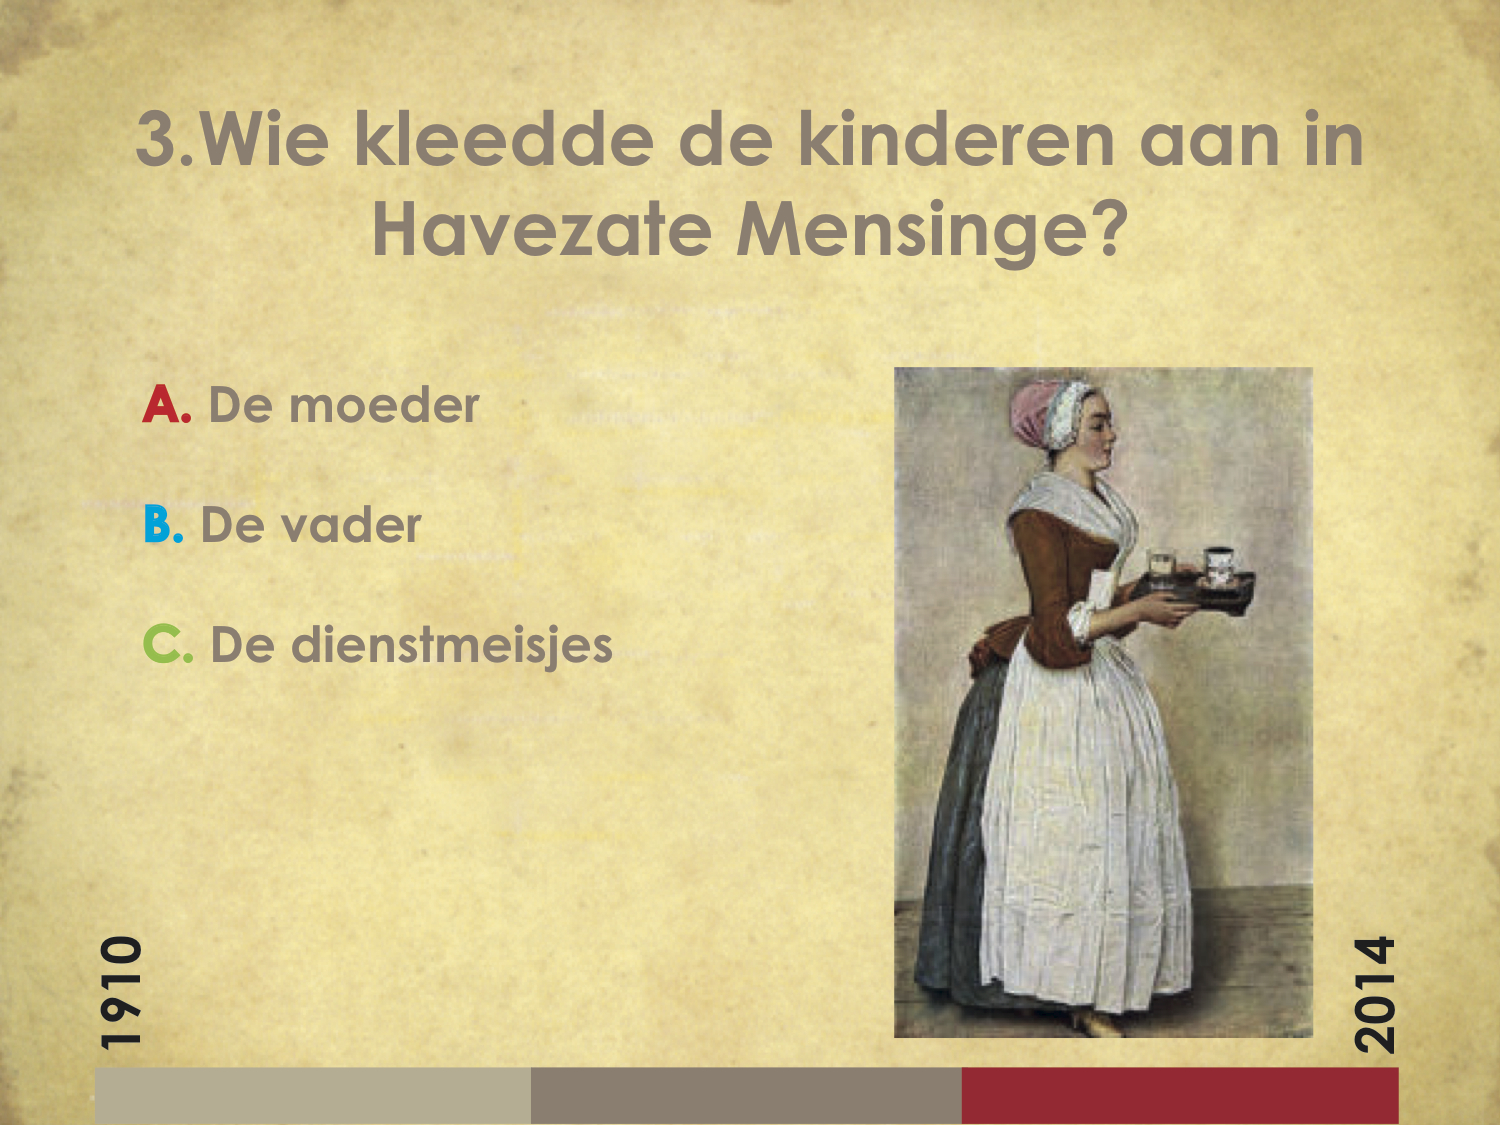 3.Wie kleedde de kinderen aan in
Havezate Mensinge?
A. De moeder
B. De vader
C. De dienstmeisjes
1910
2014